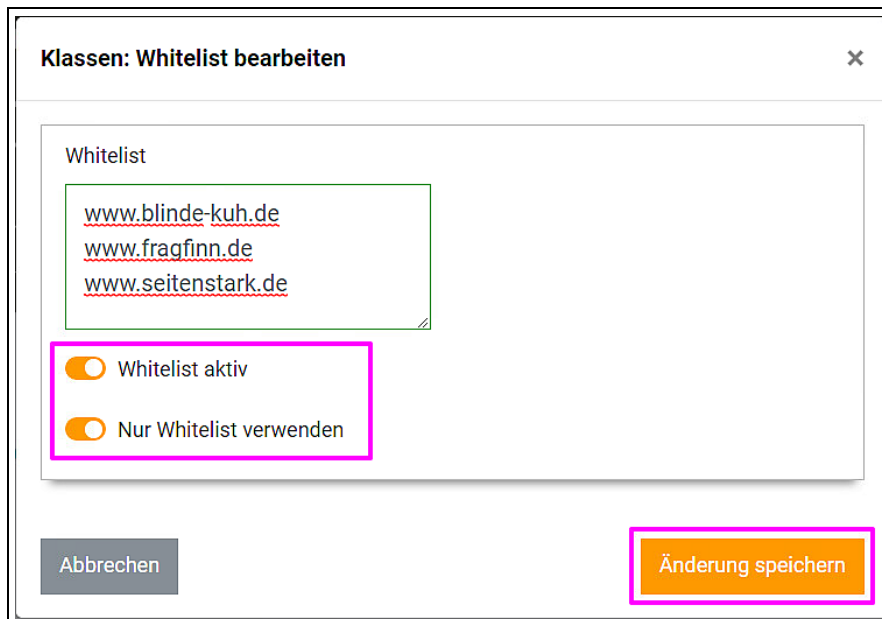 Klassen: Whitelist bearbeiten
×
Whitelist
www.blinde-kuh.de
www.fragfinn.de
www.seitenstark.de
Whitelist aktiv
Nur Whitelist verwenden
Abbrechen
Änderung speichern